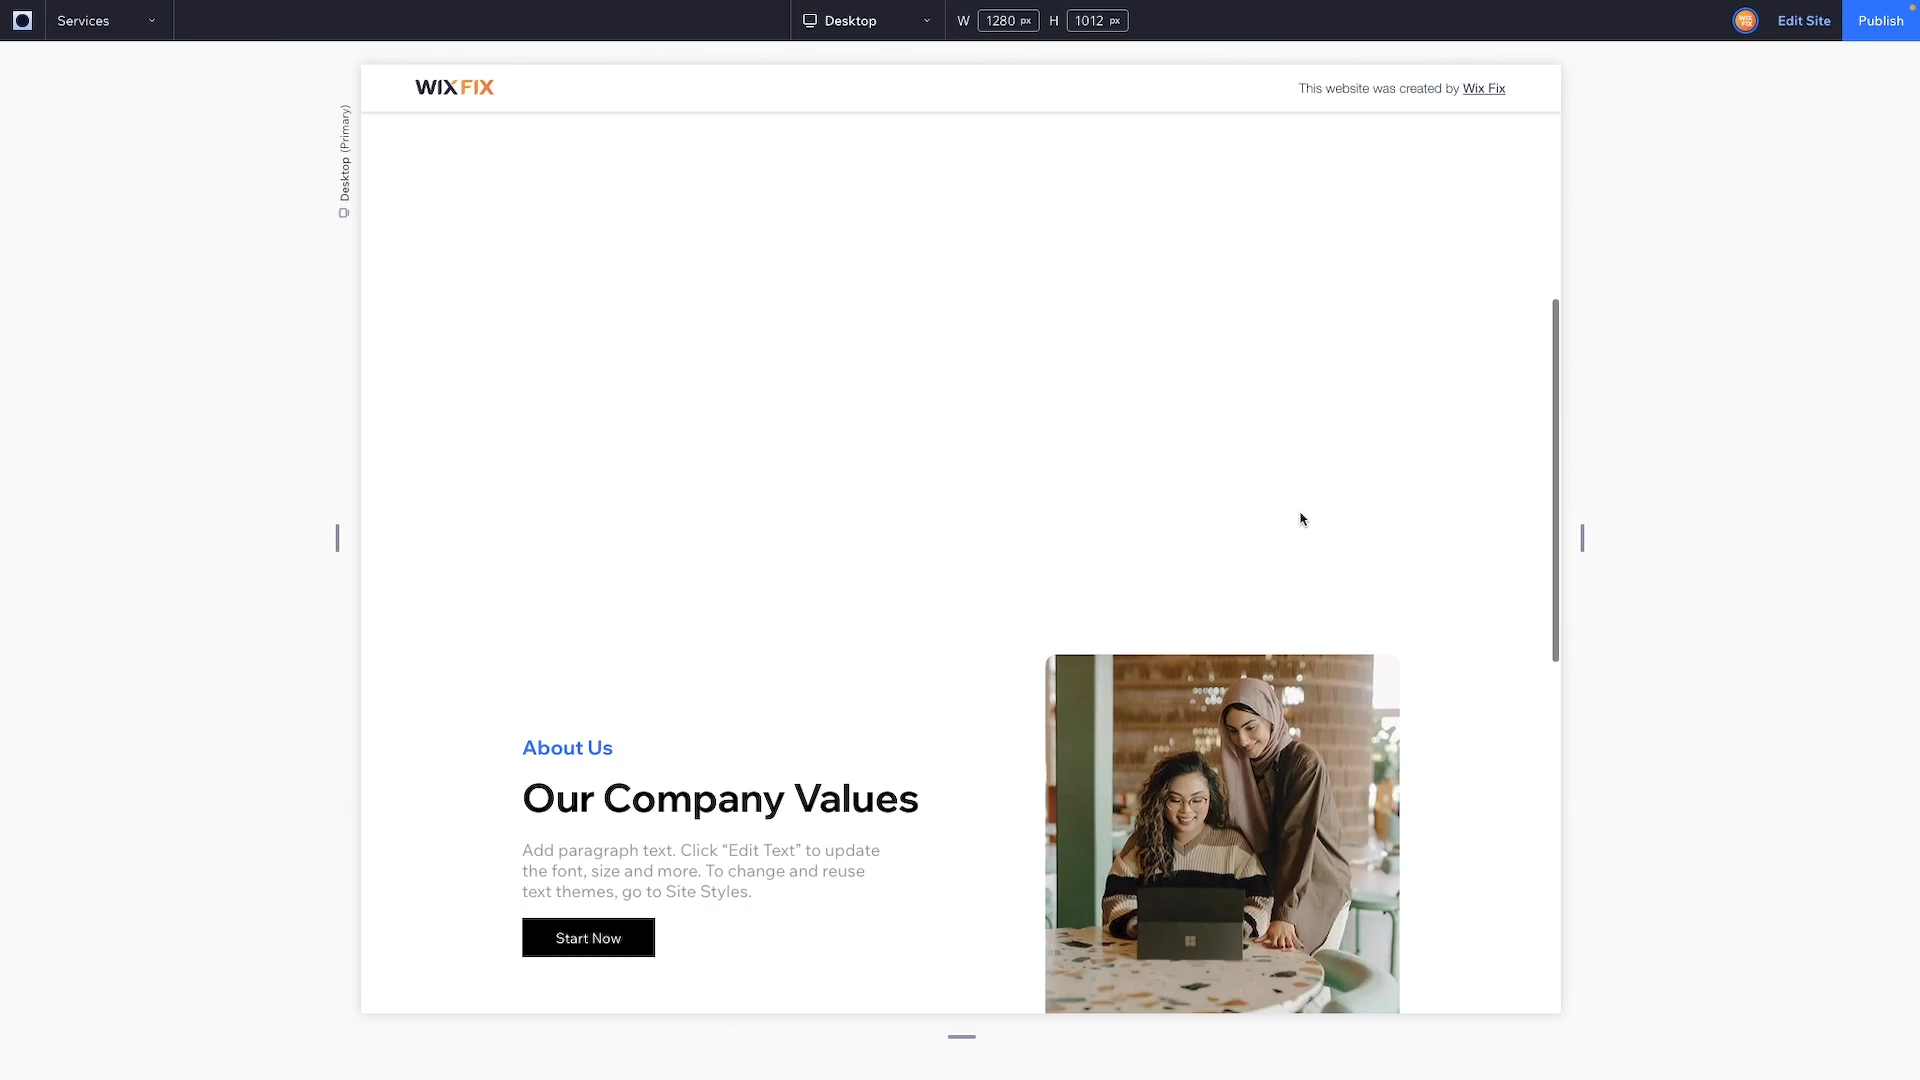 Services
Desktop
W 1280 px H 1012 px
WIX FIX
Edit Site
Publish
Desktop (Primary)
WIXFIX
This website was created by Wix Fix
About Us
Our Company Values
Add paragraph text. Click “Edit Text” to update
the font, size and more. To change and reuse
text themes, go to Site Styles.
Start Now